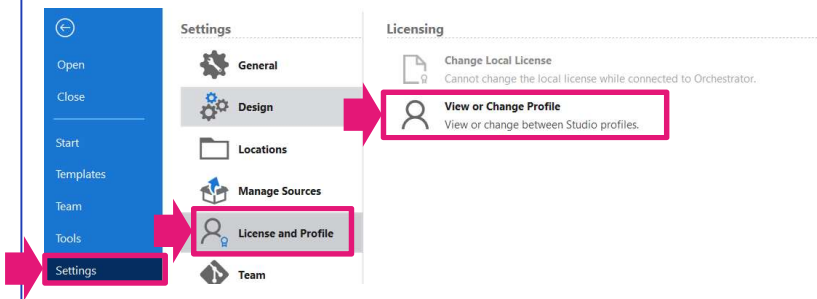 Open
Close
Start
Templates
Team
Tools
Settings
Settings
General
Design
Locations
Manage Sources
License and Profile
Team
Licensing
Change Local License
Cannot change the local license while connected to Orchestrator.
View or Change Profile
View or change between Studio profiles.